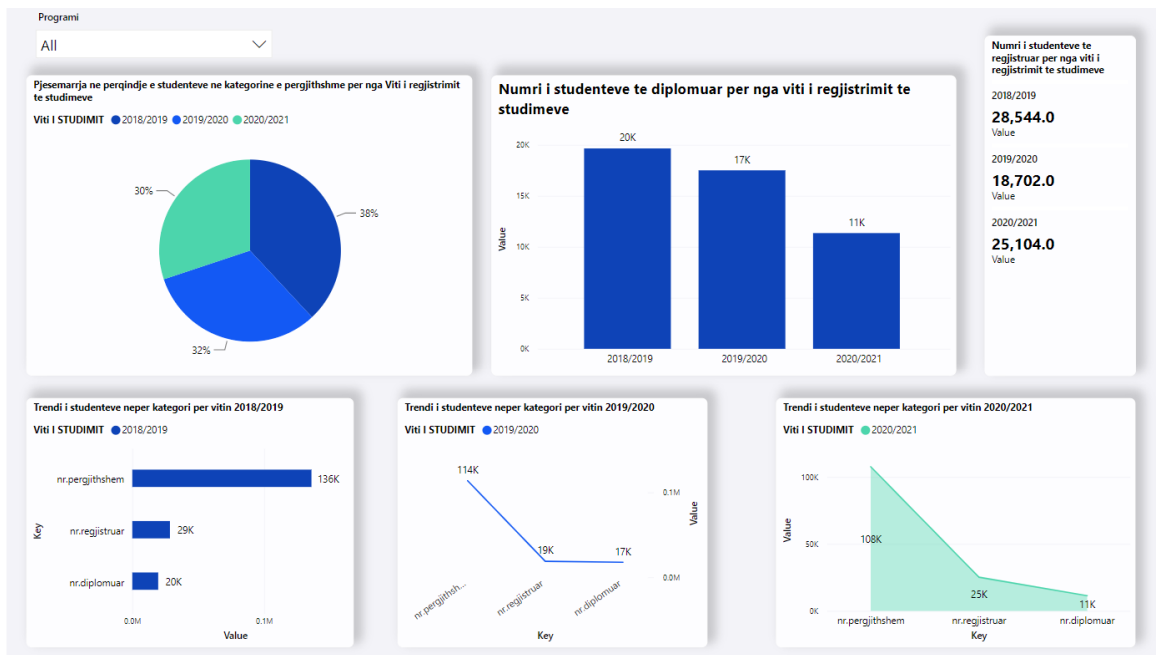 Programi
All
Pjesemarrja ne perqindje e studenteve ne kategorine e pergjithshme per nga Viti i regjistrimit
te studimeve
Viti I STUDIMIT 2018/2019 2019/2020 2020/2021
30%
38%
32%
Numri i studenteve te diplomuar per nga viti i regjistrimit te
studimeve
Value
20K
15K
10K
5K
0K
20K
17K
11K
2018/2019 2019/2020 2020/2021
Numri i studenteve te
regjistruar per nga viti i
regjistrimit te studimeve
2018/2019
28,544.0
Value
2019/2020
18,702.0
Value
2020/2021
25,104.0
Value
Trendi i studenteve neper kategori per vitin 2018/2019
Viti I STUDIMIT 2018/2019
Key
nr.pergjithshem 136K
nr.regjistruar 29K
nr.diplomuar 20K
0.0M 0.1M
Value
Trendi i studenteve neper kategori per vitin 2019/2020
Viti I STUDIMIT 2019/2020
114K
19K
17K
0.1M
0.0M
Value
nr.pergjithsh... nr.regjistruar nr.diplomuar
Key
Trendi i studenteve neper kategori per vitin 2020/2021
Viti I STUDIMIT 2020/2021
Value
100K
50K
0K
108K
25K
11K
nr.pergjithshem nr.regjistruar nr.diplomuar
Key